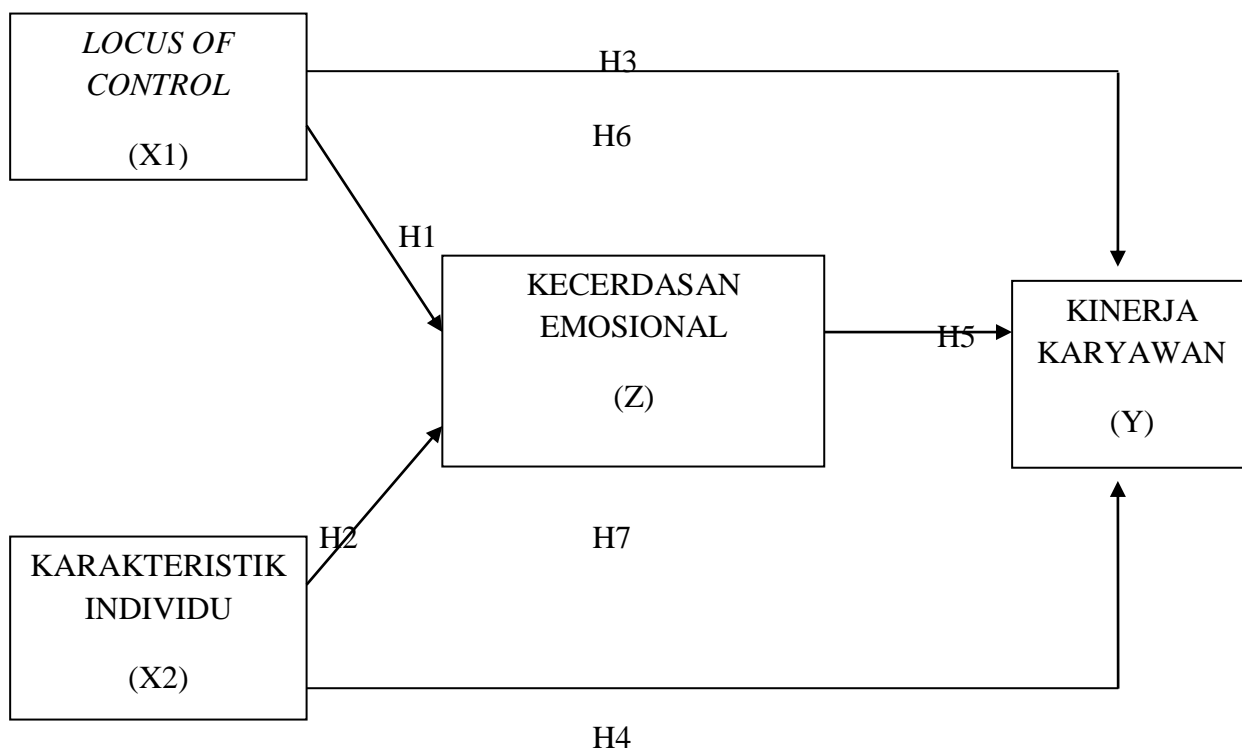 LOCUS OF
CONTROL
(X1)
H3
H6
H1
KECERDASAN
EMOSIONAL
(Z)
H5
KINERJA
KARYAWAN
(Y)
H2
H7
KARAKTERISTIK
INDIVIDU
(X2)
H4